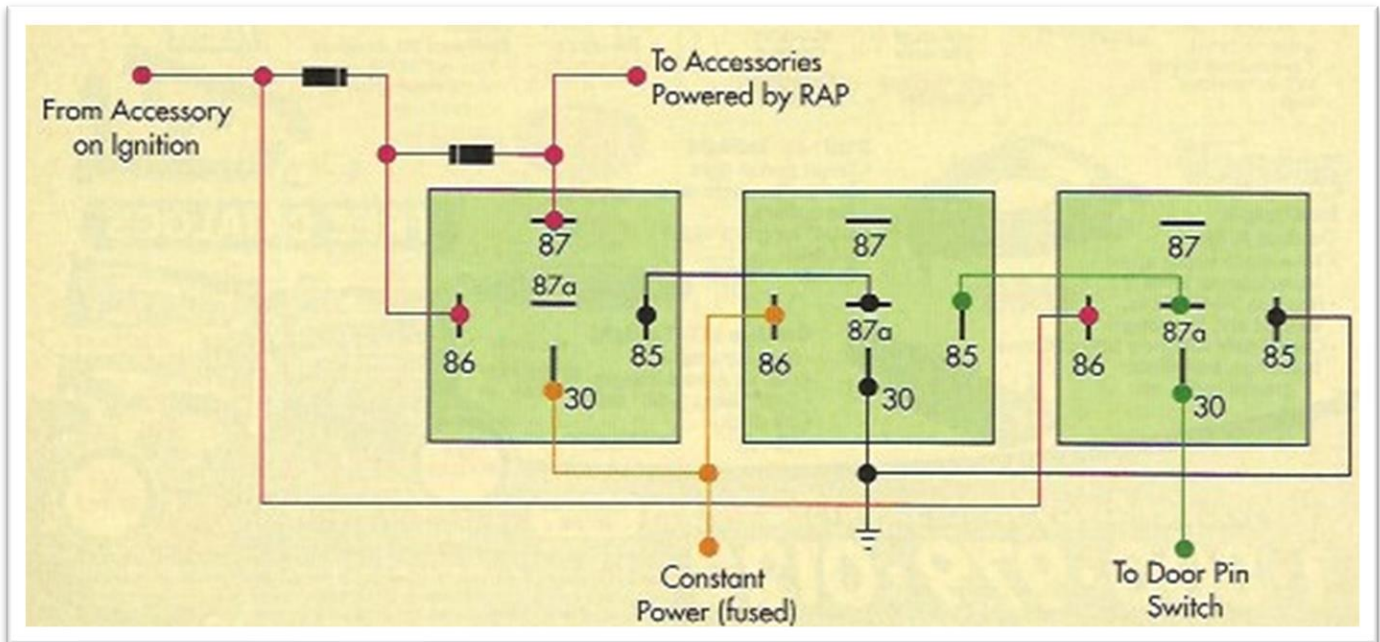 To Accessories
Powered by RAP
From Accessory
on Ignition
87
87a
86
85
30
87
87a
86
85
30
87
87a
86
85
30
Constant
Power (fused)
To Door Pin
Switch